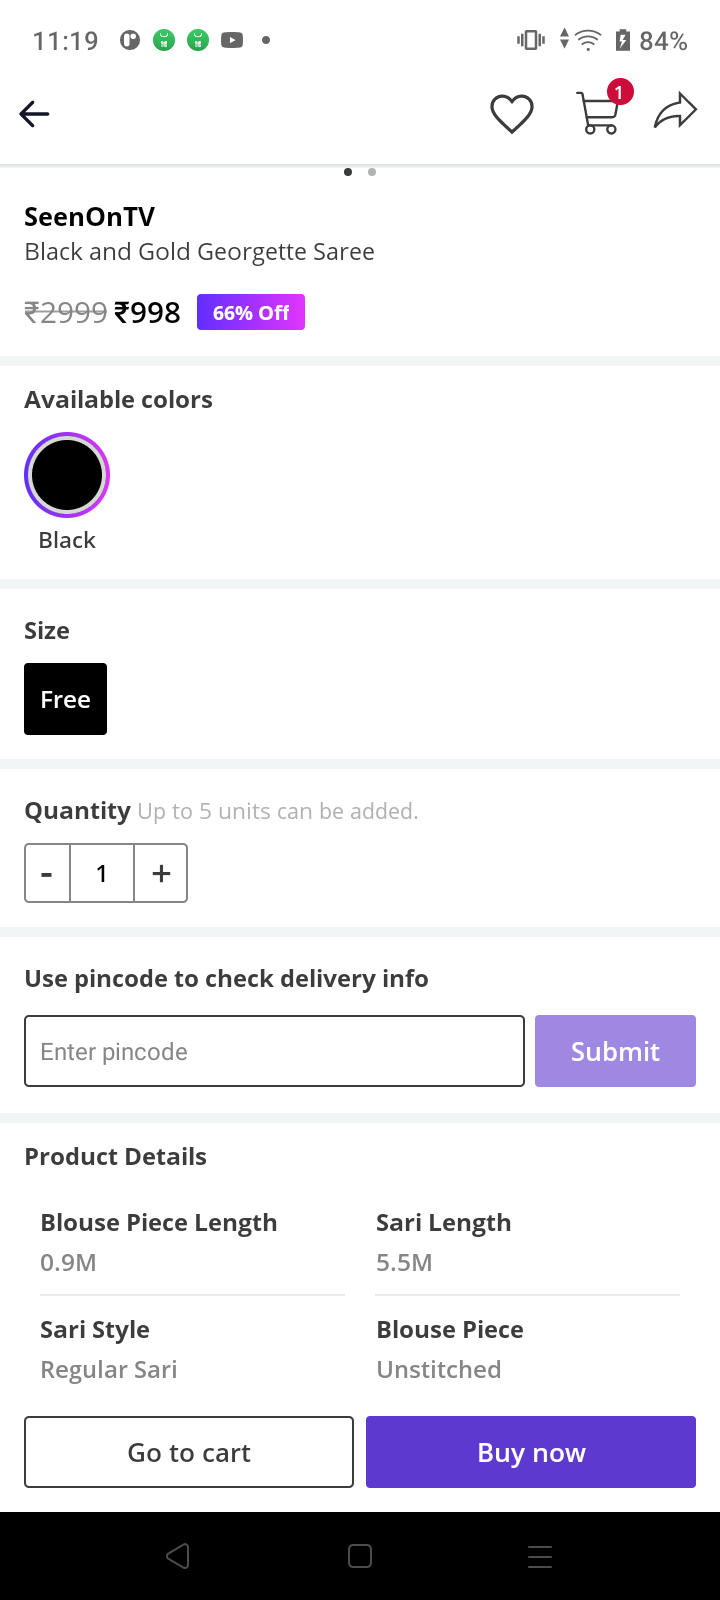 11:19 84%
1
SeenOnTV
Black and Gold Georgette Saree
₹2999 ₹998 66% Off
Available colors
Black
Size
Free
Quantity Up to 5 units can be added.
- 1 +
Use pincode to check delivery info
Enter pincode Submit
Product Details
Blouse Piece Length Sari Length
0.9M 5.5M
Sari Style Blouse Piece
Regular Sari Unstitched
Go to cart Buy now